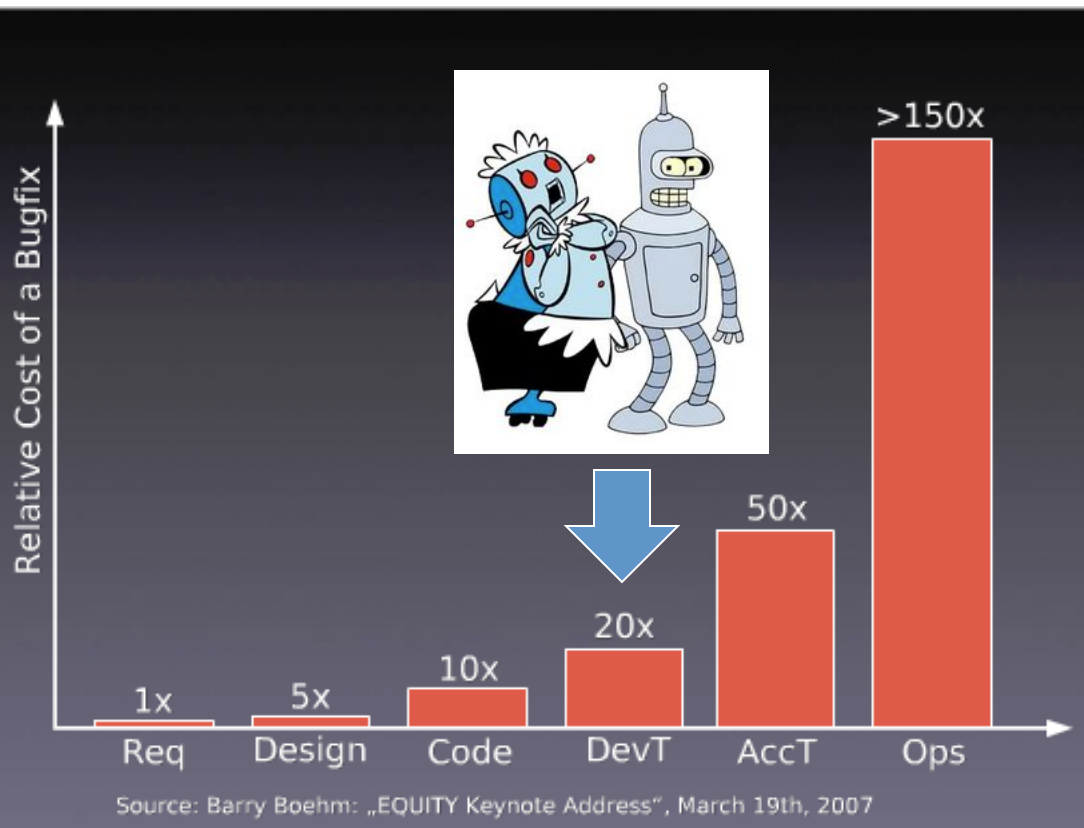 Relative Cost of a Bugfix
>150x
50x
20x
10x
5x
1x
Req Design Code DevT AccT Ops
Source: Barry Boehm: „EQUITY Keynote Address“, March 19th, 2007